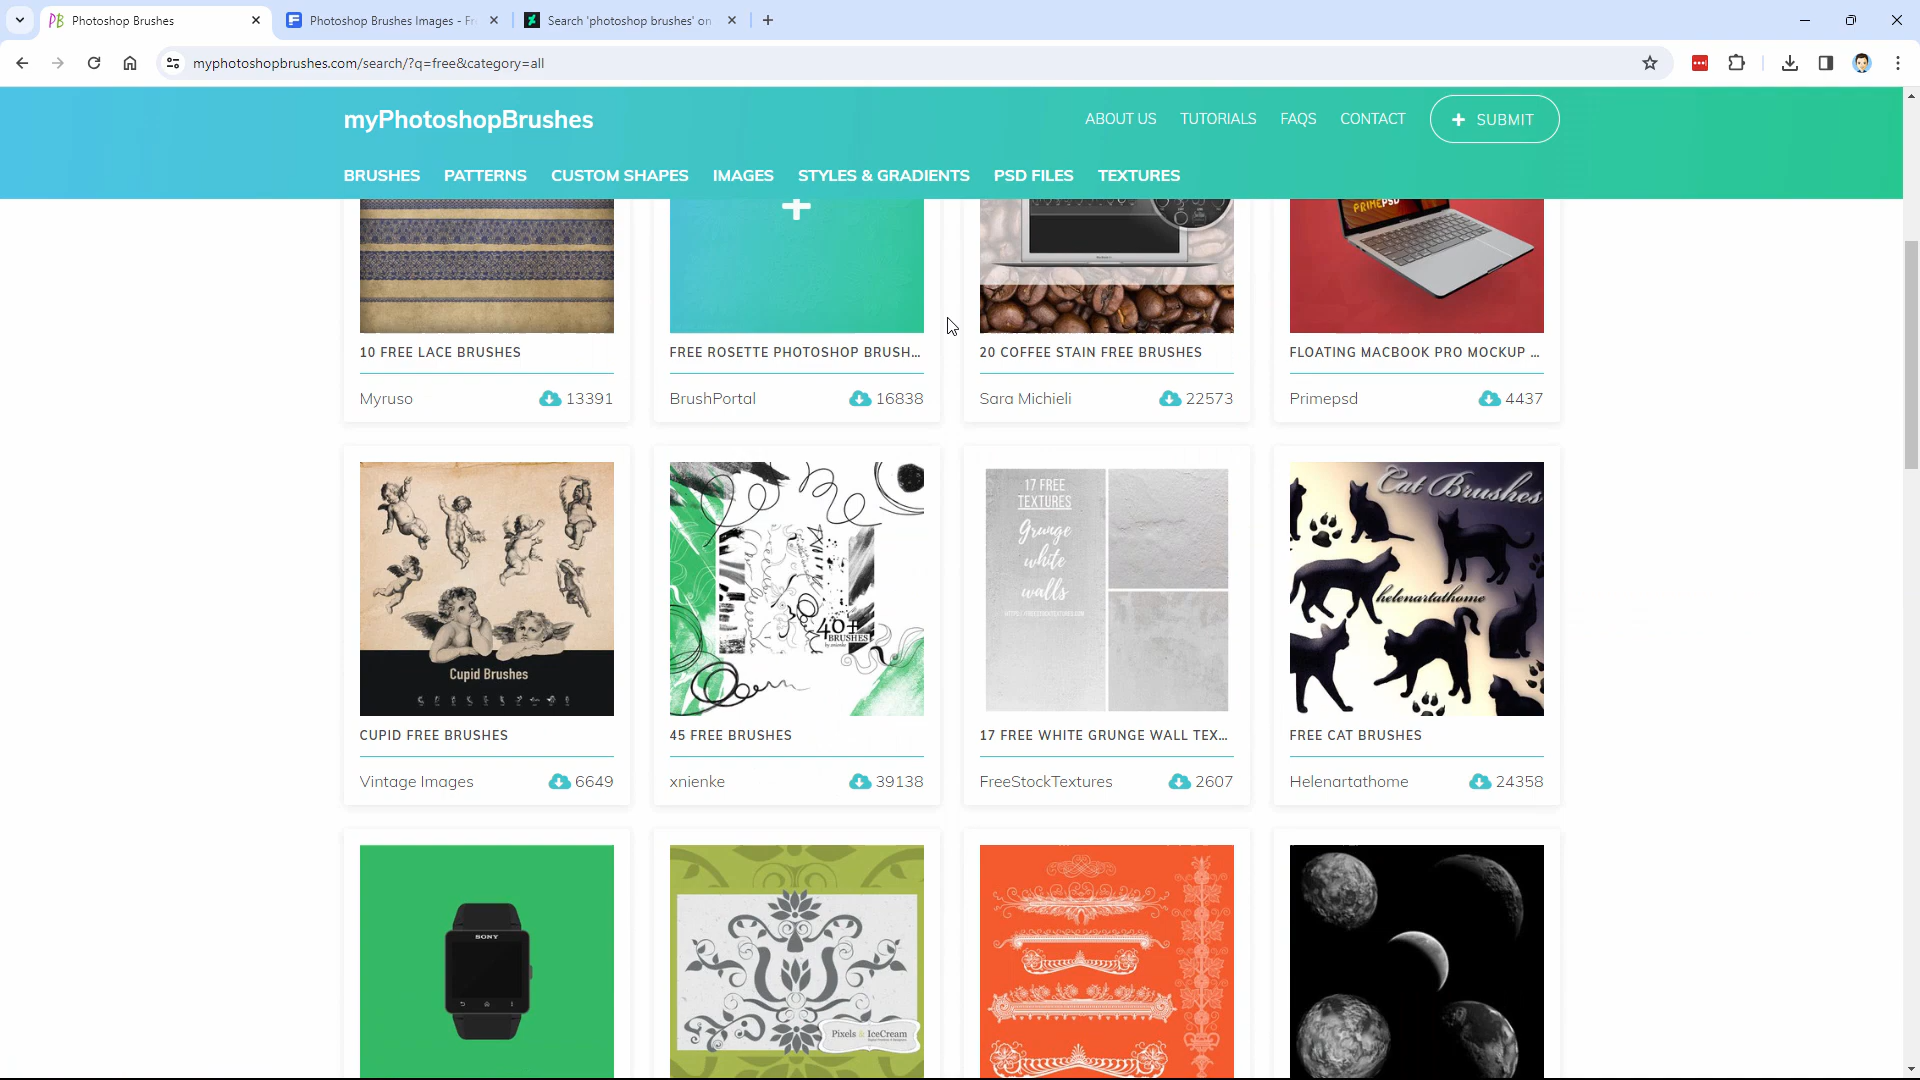 Photoshop Brushes
Photoshop Brushes Images - Fr
Search 'photoshop brushes' on
myphotoshopbrushes.com/search/?q=free&category=all
myPhotoshopBrushes
ABOUT US
TUTORIALS
FAQS
CONTACT
+ SUBMIT
BRUSHES
PATTERNS
CUSTOM SHAPES
IMAGES
STYLES & GRADIENTS
PSD FILES
TEXTURES
PRIMEPSD
10 FREE LACE BRUSHES
FREE ROSETTE PHOTOSHOP BRUSH...
20 COFFEE STAIN FREE BRUSHES
FLOATING MACBOOK PRO MOCKUP ...
Myruso
13391
BrushPortal
16838
Sara Michieli
22573
Primepsd
4437
Cupid Brushes
40+
BRUSHES
by xnienke
17 FREE
TEXTURES
Grunge
white
walls
Cat Brushes
helenartathome
CUPID FREE BRUSHES
45 FREE BRUSHES
17 FREE WHITE GRUNGE WALL TEX...
FREE CAT BRUSHES
Vintage Images
6649
xnienke
39138
FreeStockTextures
2607
Helenartathome
24358
SONY
Pixels & IceCream